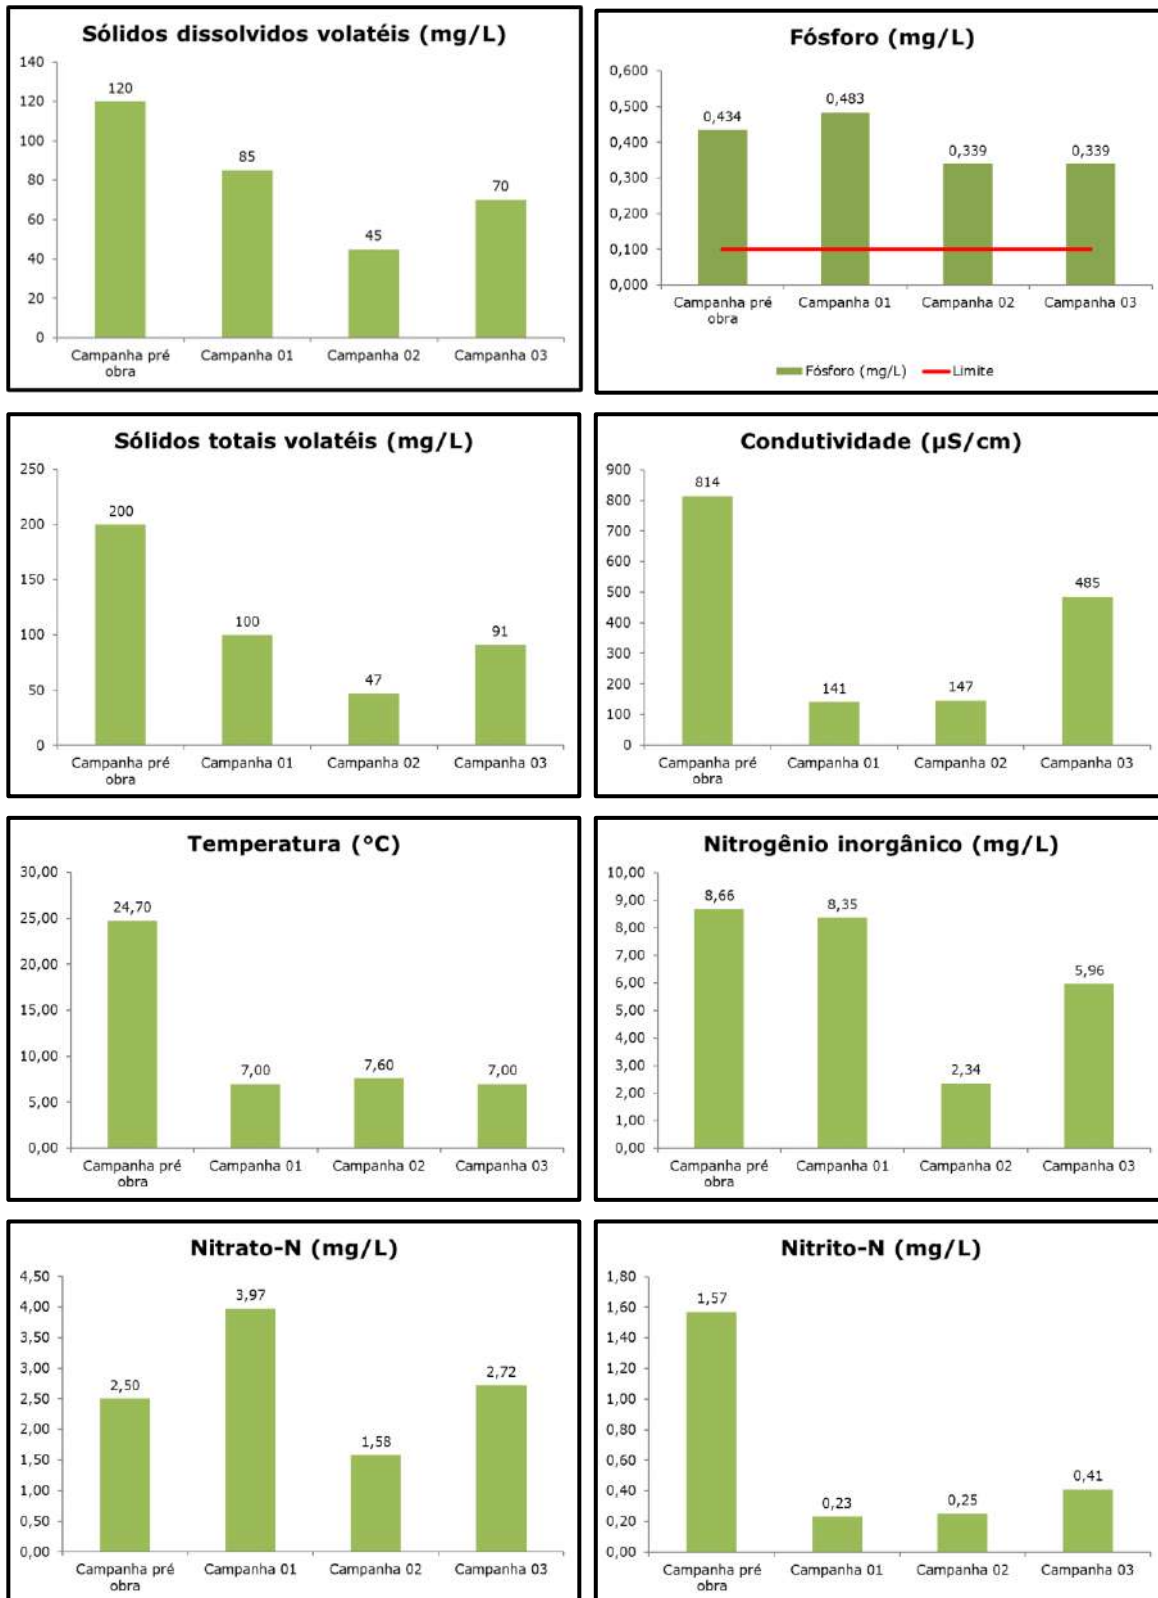 Sólidos dissolvidos volatéis (mg/L)
140
120
100
80
60
40
20
0
120
85
45
70
Campanha pré
obra
Campanha 01
Campanha 02
Campanha 03
Fósforo (mg/L)
0,600
0,500
0,400
0,300
0,200
0,100
0,000
0,434
0,483
0,339
0,339
Campanha pré
obra
Campanha 01
Campanha 02
Campanha 03
Fósforo (mg/L)
Limite
Sólidos totais volatéis (mg/L)
250
200
150
100
50
0
200
100
47
91
Campanha pré
obra
Campanha 01
Campanha 02
Campanha 03
Condutividade (µS/cm)
900
800
700
600
500
400
300
200
100
0
814
141
147
485
Campanha pré
obra
Campanha 01
Campanha 02
Campanha 03
Temperatura (°C)
30,00
25,00
20,00
15,00
10,00
5,00
0,00
24,70
7,00
7,60
7,00
Campanha pré
obra
Campanha 01
Campanha 02
Campanha 03
Nitrogênio inorgânico (mg/L)
10,00
9,00
8,00
7,00
6,00
5,00
4,00
3,00
2,00
1,00
0,00
8,66
8,35
2,34
5,96
Campanha pré
obra
Campanha 01
Campanha 02
Campanha 03
Nitrato-N (mg/L)
4,50
4,00
3,50
3,00
2,50
2,00
1,50
1,00
0,50
0,00
2,50
3,97
1,58
2,72
Campanha pré
obra
Campanha 01
Campanha 02
Campanha 03
Nitrito-N (mg/L)
1,80
1,60
1,40
1,20
1,00
0,80
0,60
0,40
0,20
0,00
1,57
0,23
0,25
0,41
Campanha pré
obra
Campanha 01
Campanha 02
Campanha 03